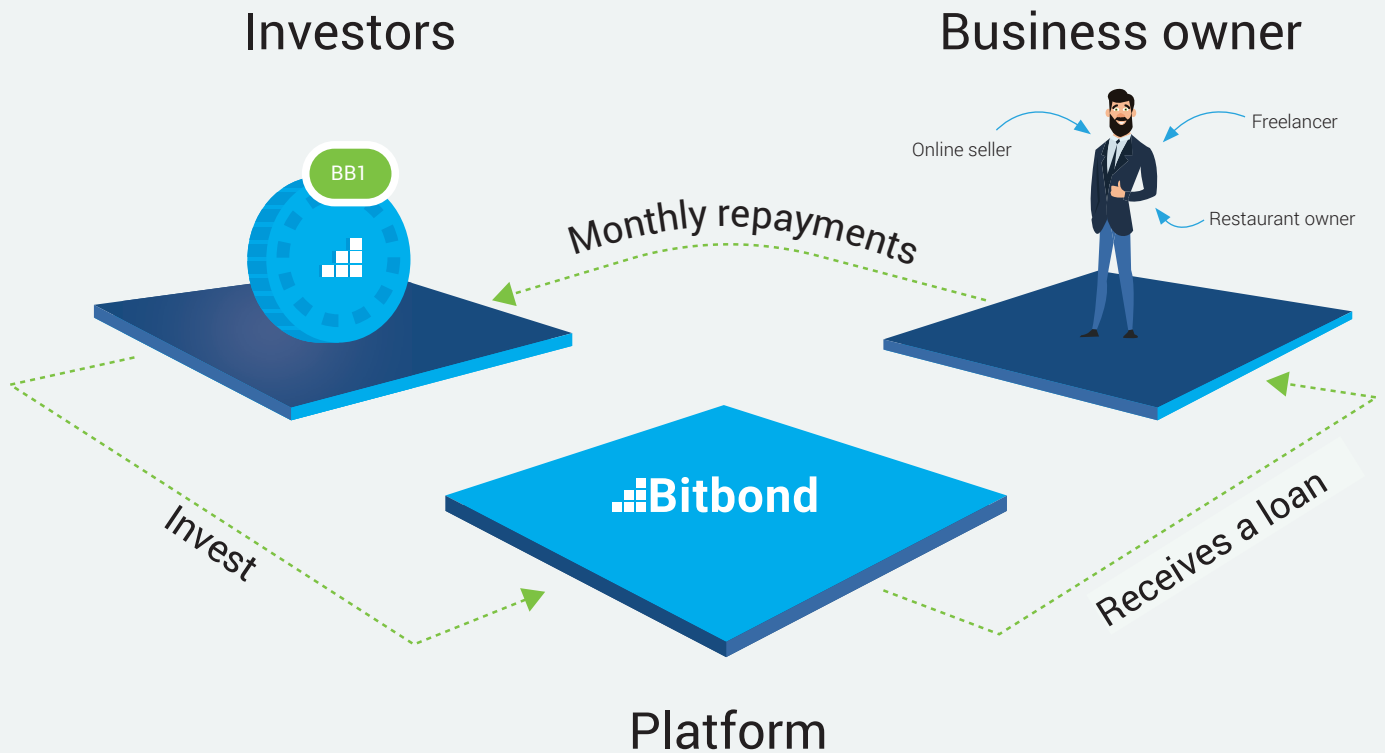 Investors
Business owner
BB1
Online seller
Freelancer
Restaurant owner
Monthly repayments
Invest
Bitbond
Receives a loan
Platform